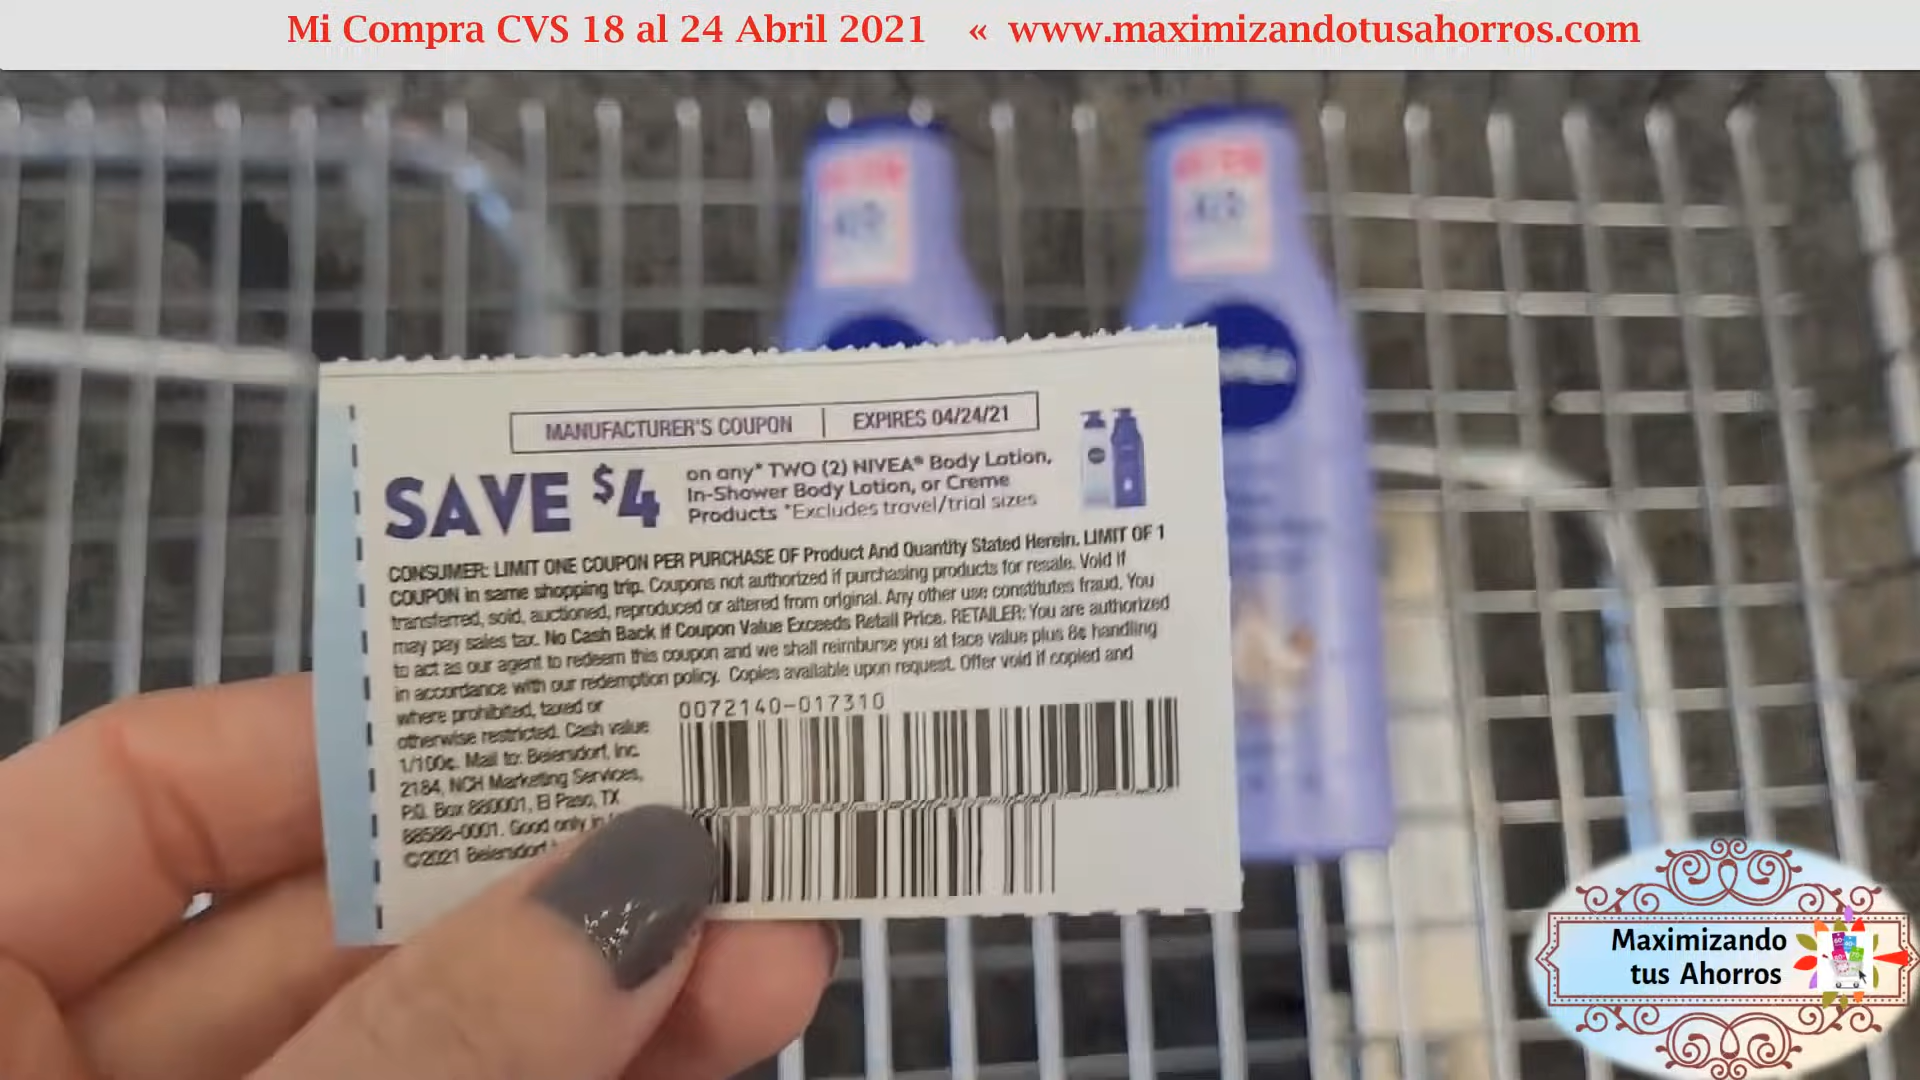 Mi Compra CVS 18 al 24 Abril 2021 « www.maximizandotusahorros.com
MANUFACTURER'S COUPON | EXPIRES 04/24/21
SAVE $4
on any* TWO (2) NIVEA® Body Lotion,
In-Shower Body Lotion, or Creme
Products *Excludes travel/trial sizes
CONSUMER: LIMIT ONE COUPON PER PURCHASE OF Product And Quantity Stated Herein. LIMIT OF 1
COUPON in same shopping trip. Coupons not authorized if purchasing products for resale. Void if
transferred, sold, auctioned, reproduced or altered from original. Any other use constitutes fraud. You
may pay sales tax. No Cash Back if Coupon Value Exceeds Retail Price. RETAILER: You are authorized
to act as our agent to redeem this coupon and we shall reimburse you at face value plus 8¢ handling
in accordance with our redemption policy. Copies available upon request. Offer void if copied and
where prohibited, taxed or
otherwise restricted. Cash value
1/100¢. Mail to: Beiersdorf, Inc.
2184, NCH Marketing Services,
P.O. Box 880001, El Paso, TX
88588-0001. Good only in
©2021 Beiersdorf
0072140-017310
NIVEA
Maximizando
tus Ahorros